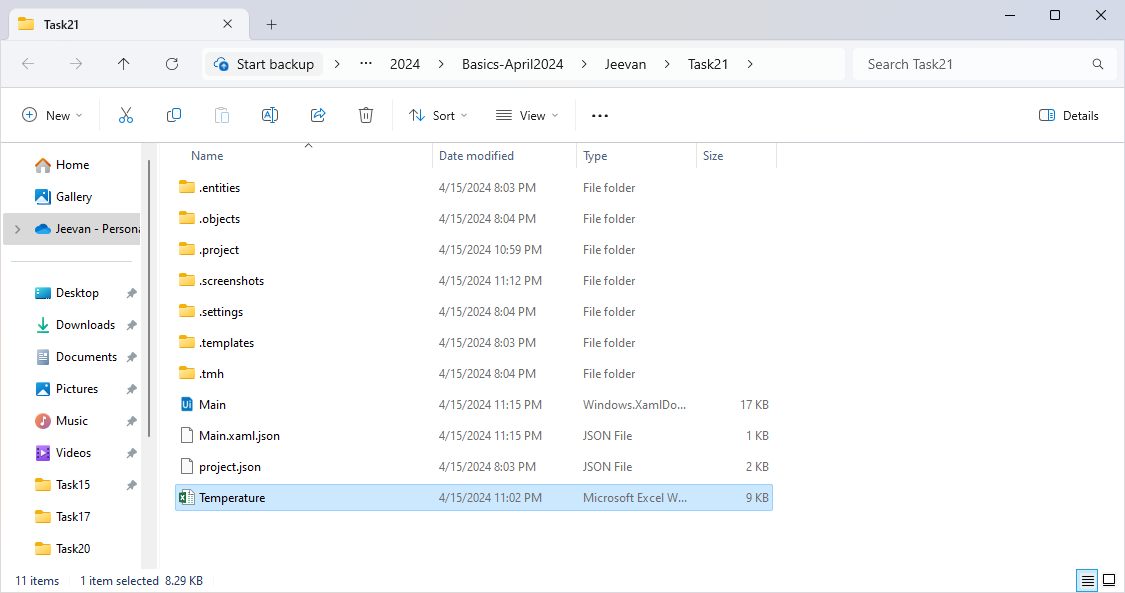 Task21
Start backup > ... 2024 > Basics-April2024 > Jeevan > Task21 >
Search Task21
New
Sort
View
...
Details
Home
Gallery
Jeevan - Persona
Desktop
Downloads
Documents
Pictures
Music
Videos
Task15
Task17
Task20
Name Date modified Type Size
.entities 4/15/2024 8:03 PM File folder
.objects 4/15/2024 8:04 PM File folder
.project 4/15/2024 10:59 PM File folder
.screenshots 4/15/2024 11:12 PM File folder
.settings 4/15/2024 8:04 PM File folder
.templates 4/15/2024 8:03 PM File folder
.tmh 4/15/2024 8:04 PM File folder
Ui Main 4/15/2024 11:15 PM Windows.XamlDo... 17 KB
Main.xaml.json 4/15/2024 11:15 PM JSON File 1 KB
project.json 4/15/2024 8:03 PM JSON File 2 KB
Temperature 4/15/2024 11:02 PM Microsoft Excel W... 9 KB
11 items 1 item selected 8.29 KB